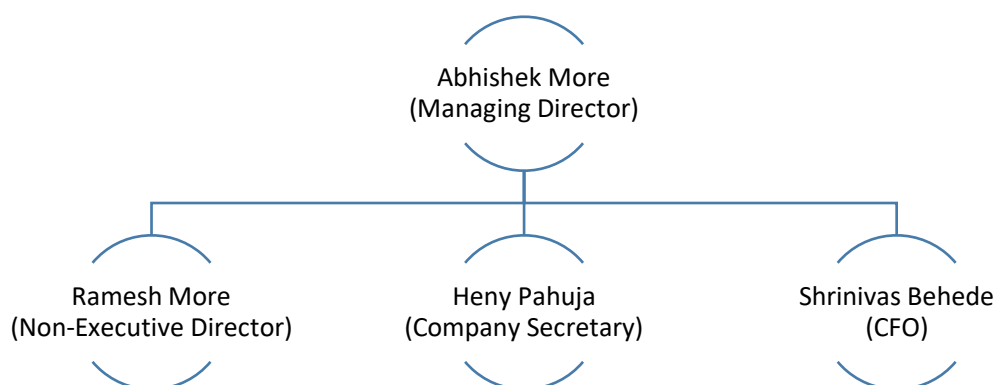 Abhishek More
(Managing Director)
Ramesh More
(Non-Executive Director)
Heny Pahuja
(Company Secretary)
Shrinivas Behede
(CFO)